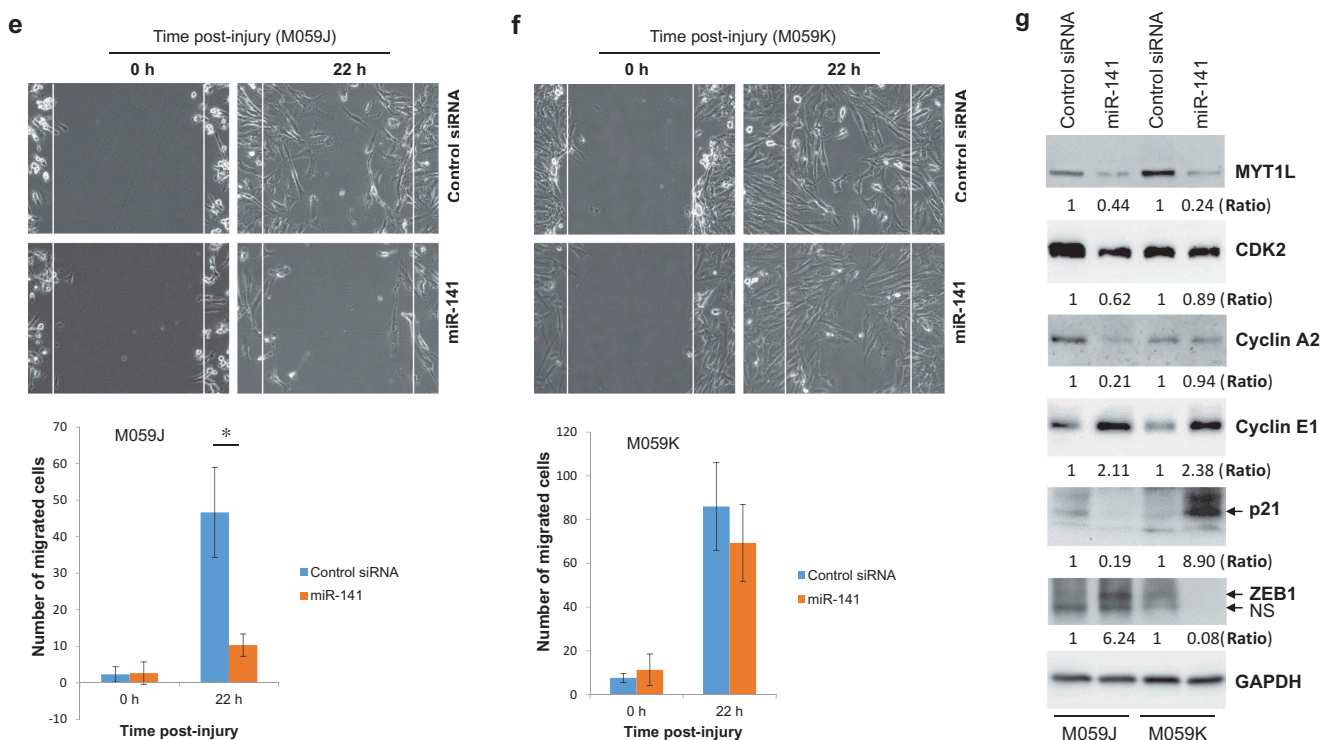 e
Time post-injury (M059J)
0 h 22 h
Control siRNA
miR-141
70
60
50
40
30
20
10
0
-10
Number of migrated cells
M059J
*
0 h 22 h
Time post-injury
Control siRNA
miR-141
f
Time post-injury (M059K)
0 h 22 h
Control siRNA
miR-141
120
100
80
60
40
20
0
Number of migrated cells
M059K
0 h 22 h
Time post-injury
Control siRNA
miR-141
g
Control siRNA
miR-141
Control siRNA
miR-141
MYT1L
1 0.44 1 0.24 (Ratio)
CDK2
1 0.62 1 0.89 (Ratio)
Cyclin A2
1 0.21 1 0.94 (Ratio)
Cyclin E1
1 2.11 1 2.38 (Ratio)
p21
1 0.19 1 8.90 (Ratio)
ZEB1
NS
1 6.24 1 0.08 (Ratio)
GAPDH
M059J M059K